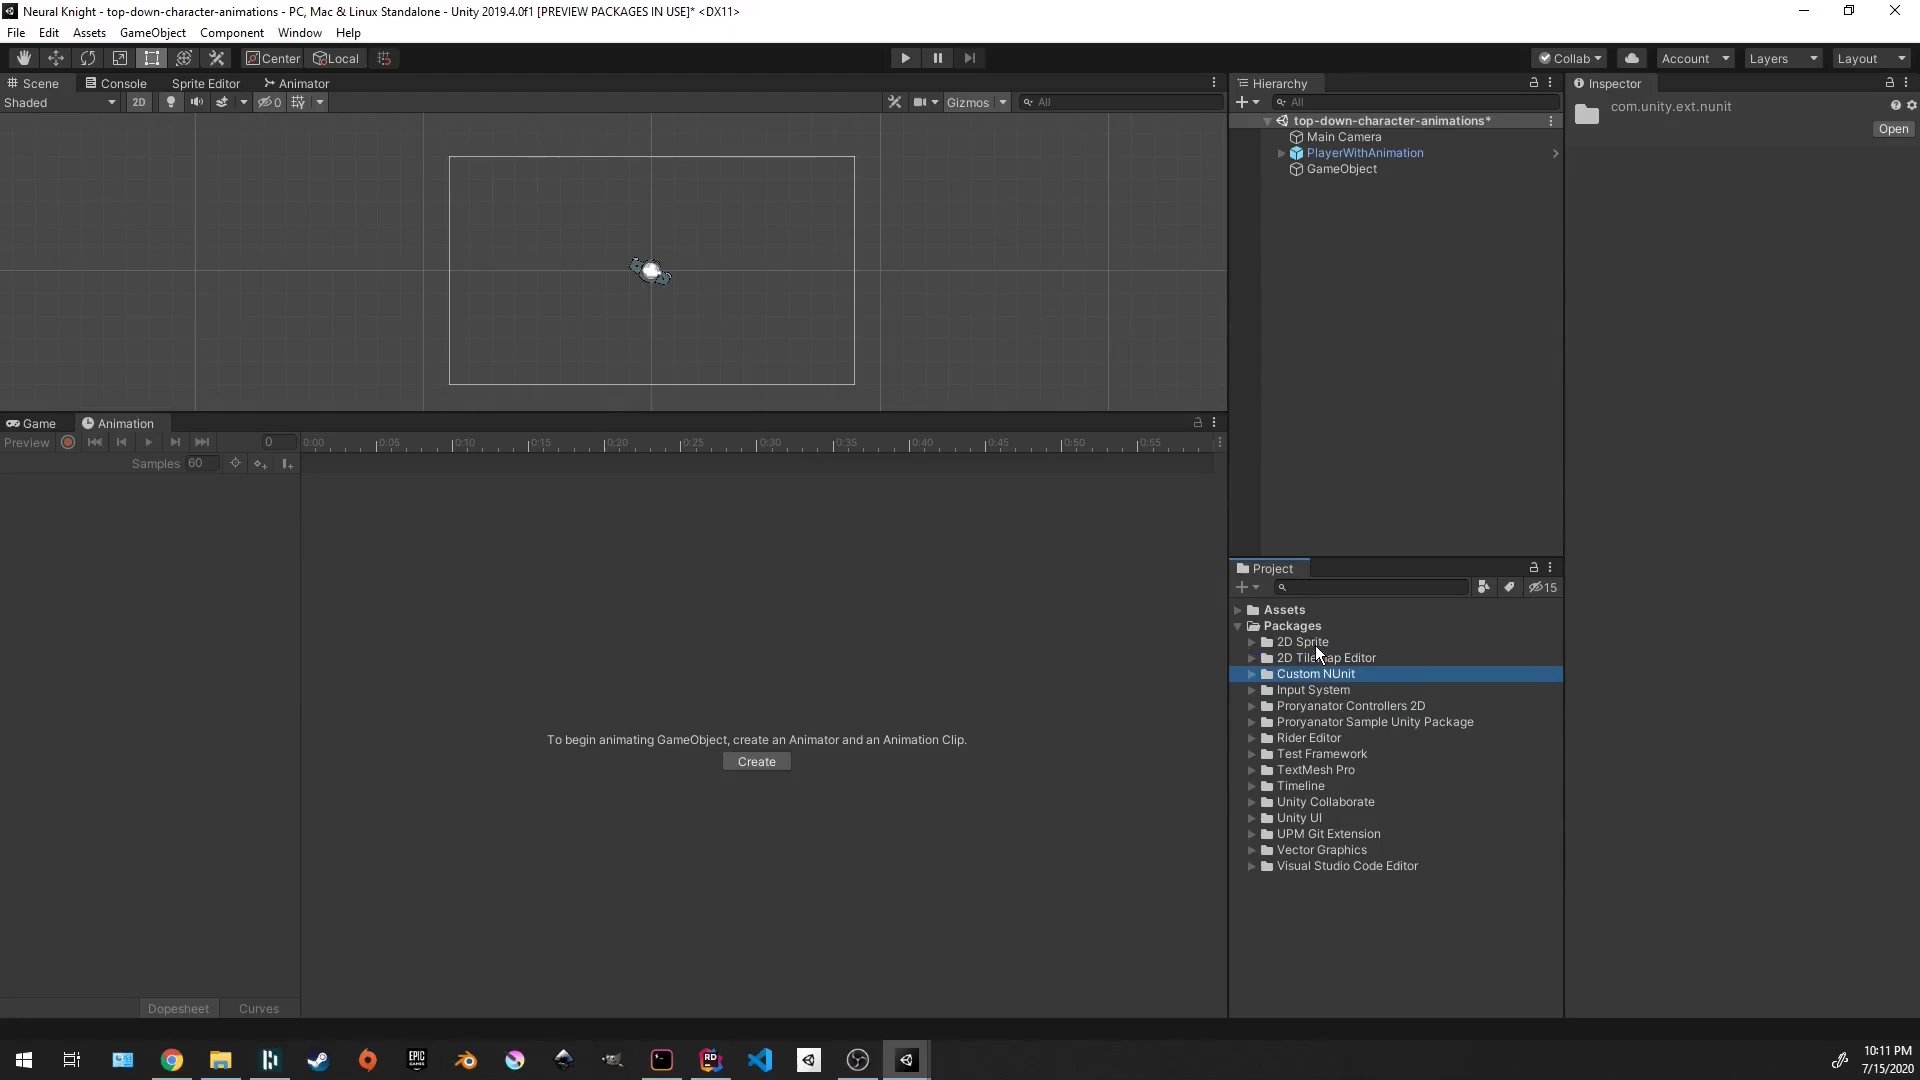 Neural Knight - top-down-character-animations - PC, Mac & Linux Standalone - Unity 2019.4.0f1 [PREVIEW PACKAGES IN USE]* <DX11>
File Edit Assets GameObject Component Window Help
Center Local Collab Account Layers Layout
Scene Console Sprite Editor Animator
Shaded 2D 0 Gizmos All
Hierarchy
All
top-down-character-animations*
Main Camera
PlayerWithAnimation
GameObject
Inspector
com.unity.ext.nunit
Open
Game Animation
Preview 0 0:00 0:05 0:10 0:15 0:20 0:25 0:30 0:35 0:40 0:45 0:50 0:55
Samples 60
To begin animating GameObject, create an Animator and an Animation Clip.
Create
Dopesheet Curves
Project
15
Assets
Packages
2D Sprite
2D Tilemap Editor
Custom NUnit
Input System
Proryanator Controllers 2D
Proryanator Sample Unity Package
Rider Editor
Test Framework
TextMesh Pro
Timeline
Unity Collaborate
Unity UI
UPM Git Extension
Vector Graphics
Visual Studio Code Editor
EPIC GAMES
RD
10:11 PM
7/15/2020